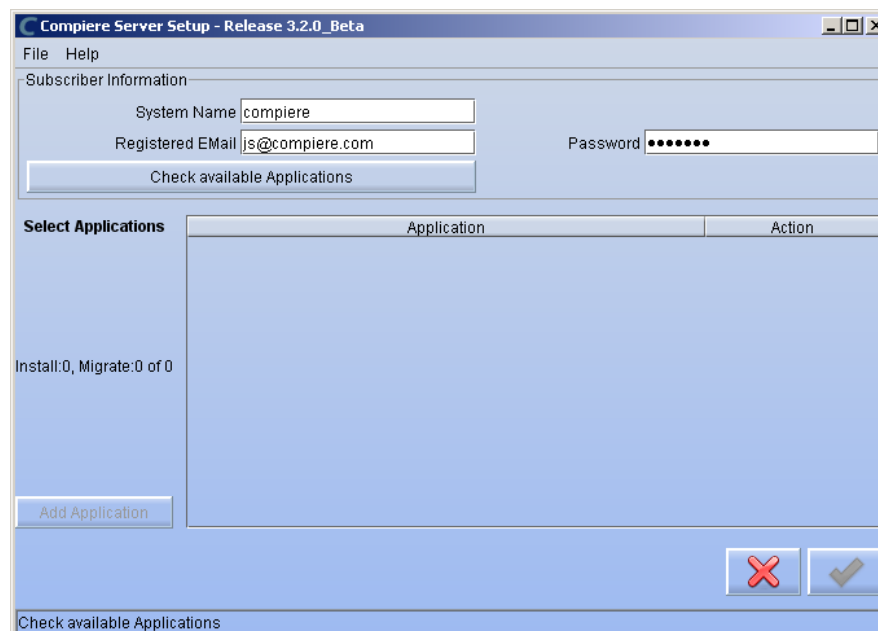 Compiere Server Setup - Release 3.2.0_Beta
File Help
Subscriber Information
System Name compiere
Registered EMail js@compiere.com Password •••••••
Check available Applications
Select Applications Application Action
Install:0, Migrate:0 of 0
Add Application
Check available Applications